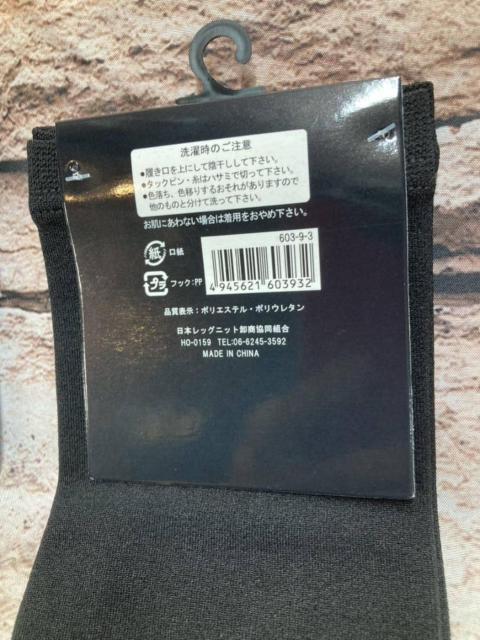 洗濯時のご注意
●履き口を上にして陰干しして下さい。
●タックピン・糸はハサミで切って下さい。
●色落ち、色移りするおそれがありますので
他のものと分けて洗って下さい。
お肌にあわない場合は着用をおやめ下さい。
603-9-3
紙 口紙
プラ フック:PP
4 945621 603932
品質表示:ポリエステル・ポリウレタン
日本レッグニット卸商協同組合
HO-0159 TEL:06-6245-3592
MADE IN CHINA